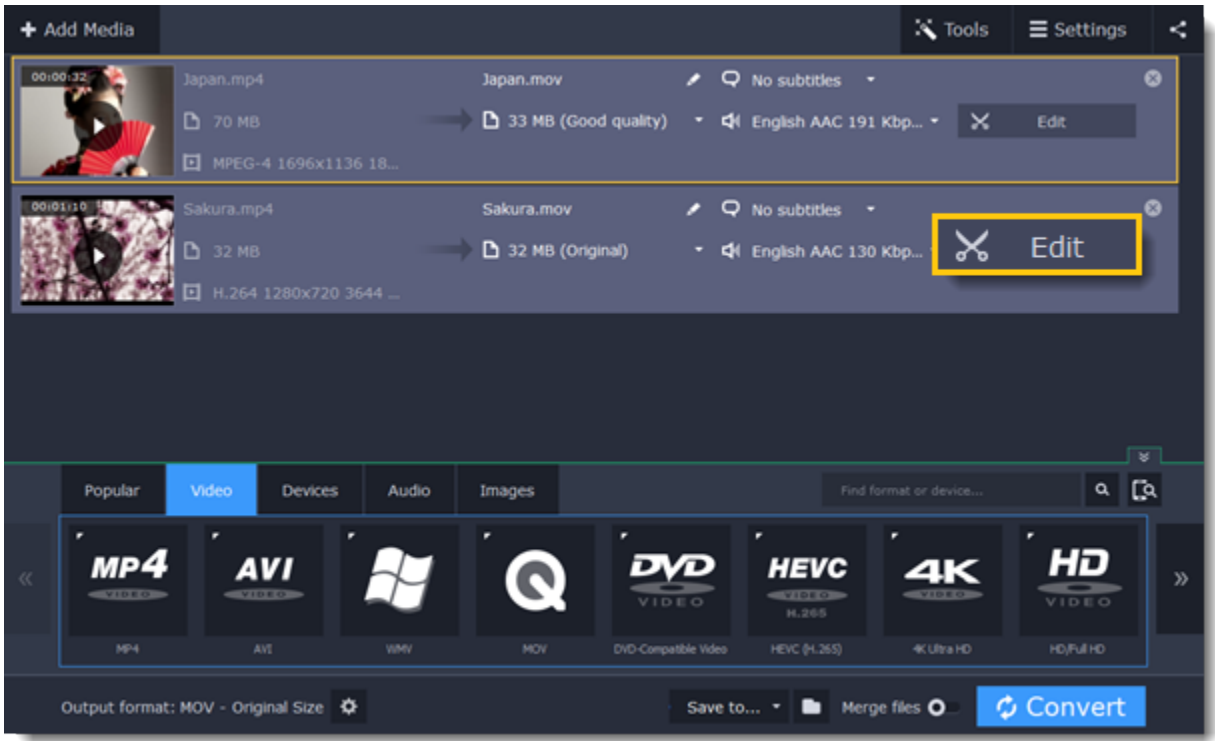 Add Media
Tools
Settings
00:00:32
Japan.mp4
Japan.mov
No subtitles
70 MB
33 MB (Good quality)
English AAC 191 Kbp...
Edit
MPEG-4 1696x1136 18...
00:01:10
Sakura.mp4
Sakura.mov
No subtitles
32 MB
32 MB (Original)
English AAC 130 Kbp...
Edit
H.264 1280x720 3644 ...
Popular
Video
Devices
Audio
Images
Find format or device...
MP4
VIDEO
AVI
VIDEO
DVD
VIDEO
HEVC
VIDEO
H.265
4K
VIDEO
HD
VIDEO
MP4
AVI
WMV
MOV
DVD-Compatible Video
HEVC (H.265)
4K Ultra HD
HD/Full HD
Output format: MOV - Original Size
Save to...
Merge files
Convert